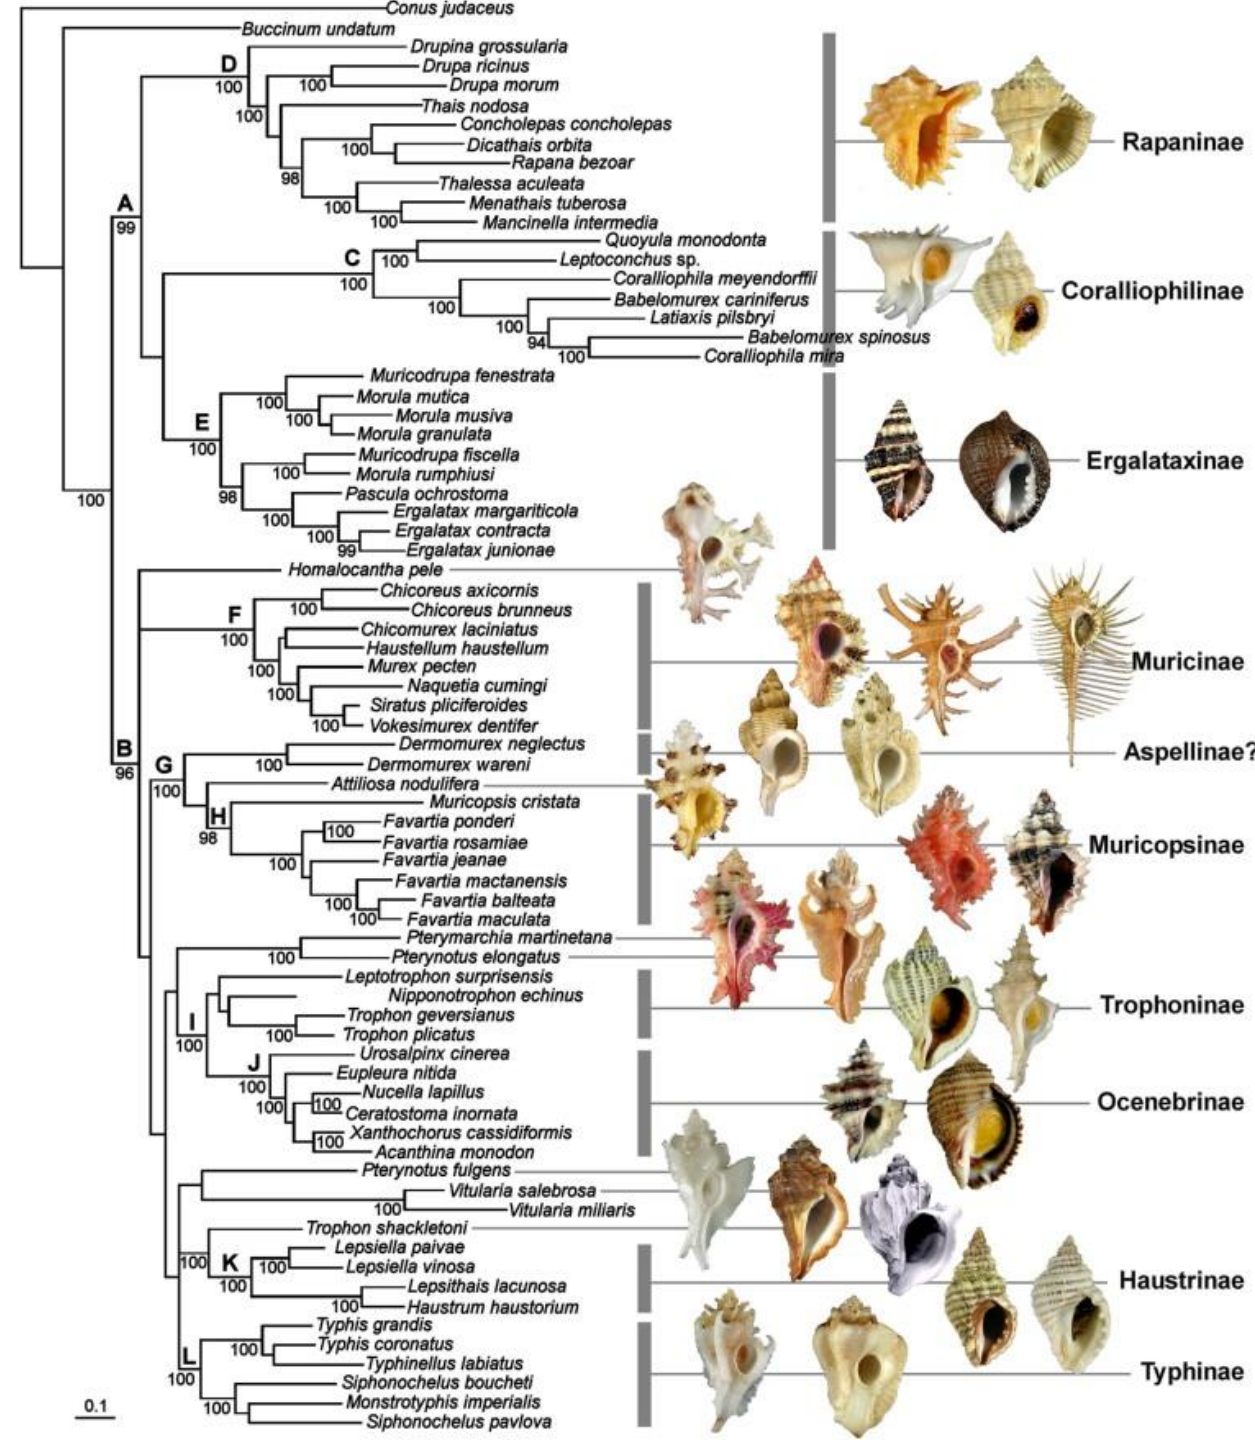 Conus judaceus
Buccinum undatum
Drupina grossularia
D
100
Drupa ricinus
100
Drupa morum
100
Thais nodosa
Concholepas concholepas
100
Dicathais orbita
Rapana bezoar
98
Rapaninae
Thalessa aculeata
100
Menathais tuberosa
100
Mancinella intermedia
A
99
Quoyula monodonta
100
Leptoconchus sp.
C
100
Coralliophila meyendorffii
100
Babelomurex cariniferus
100
Latiaxis pilsbryi
94
Babelomurex spinosus
100
Coralliophila mira
Coralliophilinae
Muricodrupa fenestrata
100
Morula mutica
100
Morula musiva
Morula granulata
E
100
Muricodrupa fiscella
100
Morula rumphiusi
98
Pascula ochrostoma
100
Ergalatax margariticola
100
Ergalatax contracta
99
Ergalatax junionae
Ergalataxinae
100
Homalocantha pele
Chicoreus axicornis
100
Chicoreus brunneus
F
100
Chicomurex laciniatus
Haustellum haustellum
100
Murex pecten
100
Naquetia cumingi
Siratus pliciferoides
100
Vokesimurex dentifer
Muricinae
B
96
Dermomurex neglectus
100
Dermomurex wareni
Aspellinae?
G
100
Attiliosa nodulifera
H
98
Muricopsis cristata
Favartia ponderi
100
Favartia rosamiae
100
Favartia jeanae
Favartia mactanensis
100
Favartia balteata
100
Favartia maculata
Muricopsinae
Pterymarchia martinetana
100
Pterynotus elongatus
Leptotrophon surprisensis
Nipponotrophon echinus
Trophon geversianus
100
Trophon plicatus
Trophoninae
I
100
Urosalpinx cinerea
J
100
Eupleura nitida
100
Nucella lapillus
100
Ceratostoma inornata
Xanthochorus cassidiformis
100
Acanthina monodon
Ocenebrinae
Pterynotus fulgens
Vitularia salebrosa
100
Vitularia miliaris
Trophon shackletoni
100
K
100
Lepsiella paivae
100
Lepsiella vinosa
Lepsithais lacunosa
100
Haustrum haustorium
Haustrinae
Typhis grandis
100
Typhis coronatus
Typhinellus labiatus
L
100
Siphonochelus boucheti
100
Monstrotyphis imperialis
Siphonochelus pavlova
Typhinae
0.1